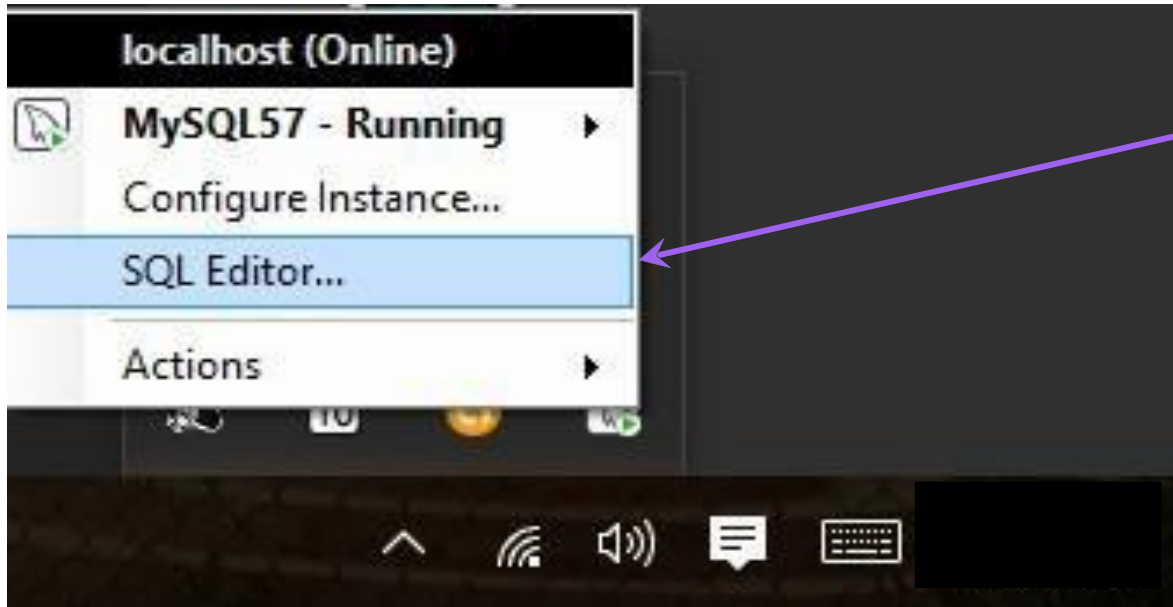 localhost (Online)
MySQL57 - Running
Configure Instance...
SQL Editor...
Actions